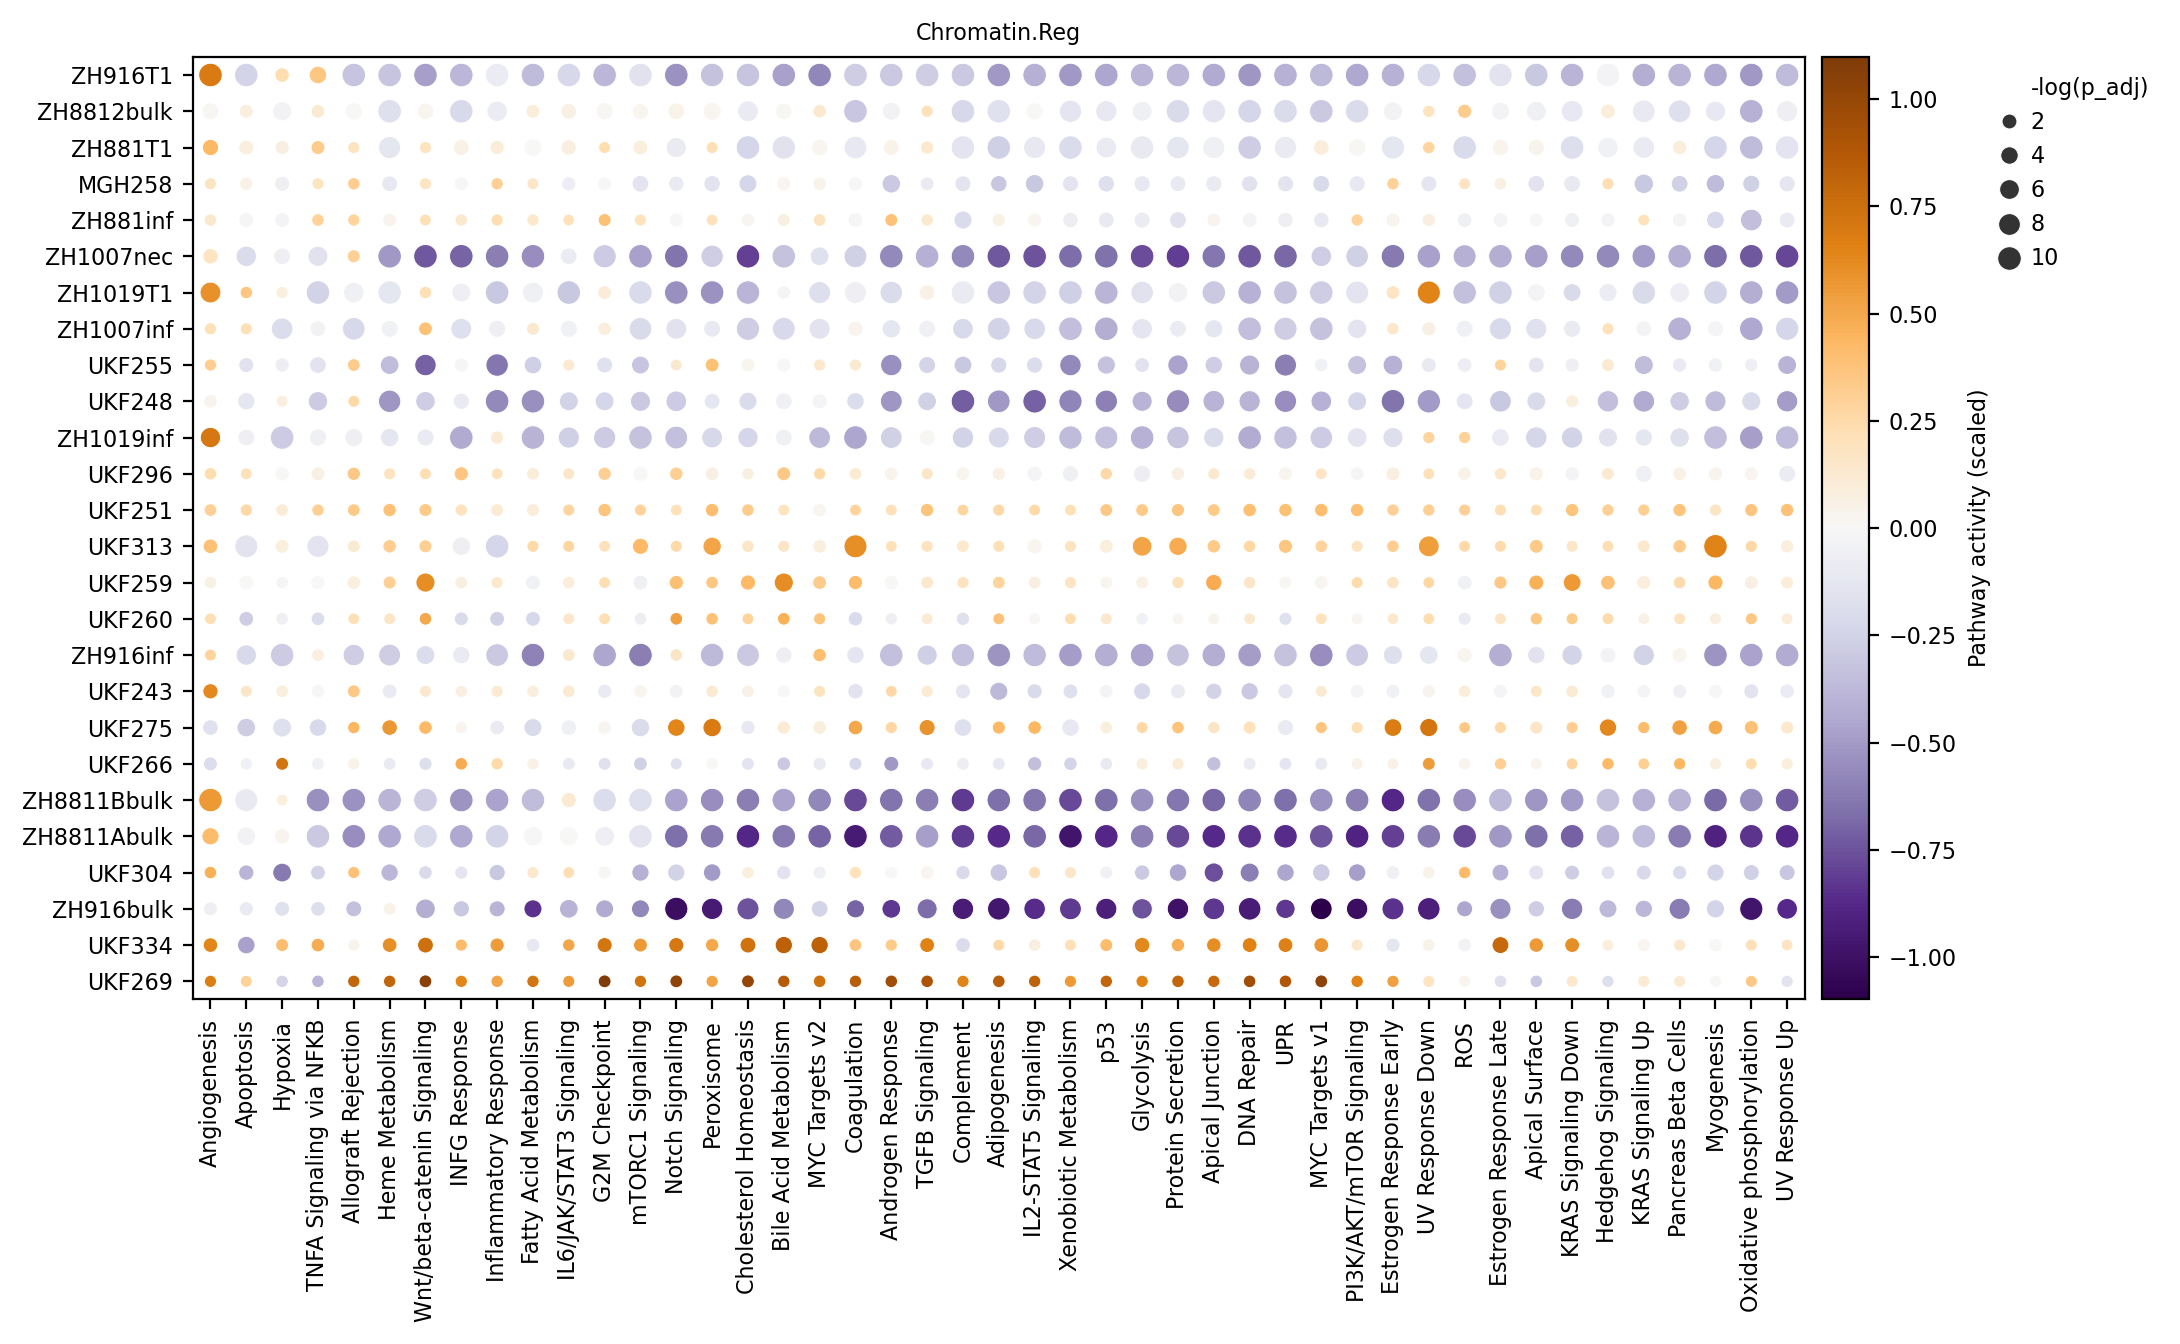 Chromatin.Reg
ZH916T1
ZH8812bulk
ZH881T1
MGH258
ZH881inf
ZH1007nec
ZH1019T1
ZH1007inf
UKF255
UKF248
ZH1019inf
UKF296
UKF251
UKF313
UKF259
UKF260
ZH916inf
UKF243
UKF275
UKF266
ZH8811Bbulk
ZH8811Abulk
UKF304
ZH916bulk
UKF334
UKF269
Angiogenesis
Apoptosis
Hypoxia
TNFA Signaling via NFKB
Allograft Rejection
Heme Metabolism
Wnt/beta-catenin Signaling
INFG Response
Inflammatory Response
Fatty Acid Metabolism
IL6/JAK/STAT3 Signaling
G2M Checkpoint
mTORC1 Signaling
Notch Signaling
Peroxisome
Cholesterol Homeostasis
Bile Acid Metabolism
MYC Targets v2
Coagulation
Androgen Response
TGFB Signaling
Complement
Adipogenesis
IL2-STAT5 Signaling
Xenobiotic Metabolism
p53
Glycolysis
Protein Secretion
Apical Junction
DNA Repair
UPR
MYC Targets v1
PI3K/AKT/mTOR Signaling
Estrogen Response Early
UV Response Down
ROS
Estrogen Response Late
Apical Surface
KRAS Signaling Down
Hedgehog Signaling
KRAS Signaling Up
Pancreas Beta Cells
Myogenesis
Oxidative phosphorylation
UV Response Up
1.00
0.75
0.50
0.25
0.00
−0.25
−0.50
−0.75
−1.00
Pathway activity (scaled)
-log(p_adj)
2
4
6
8
10